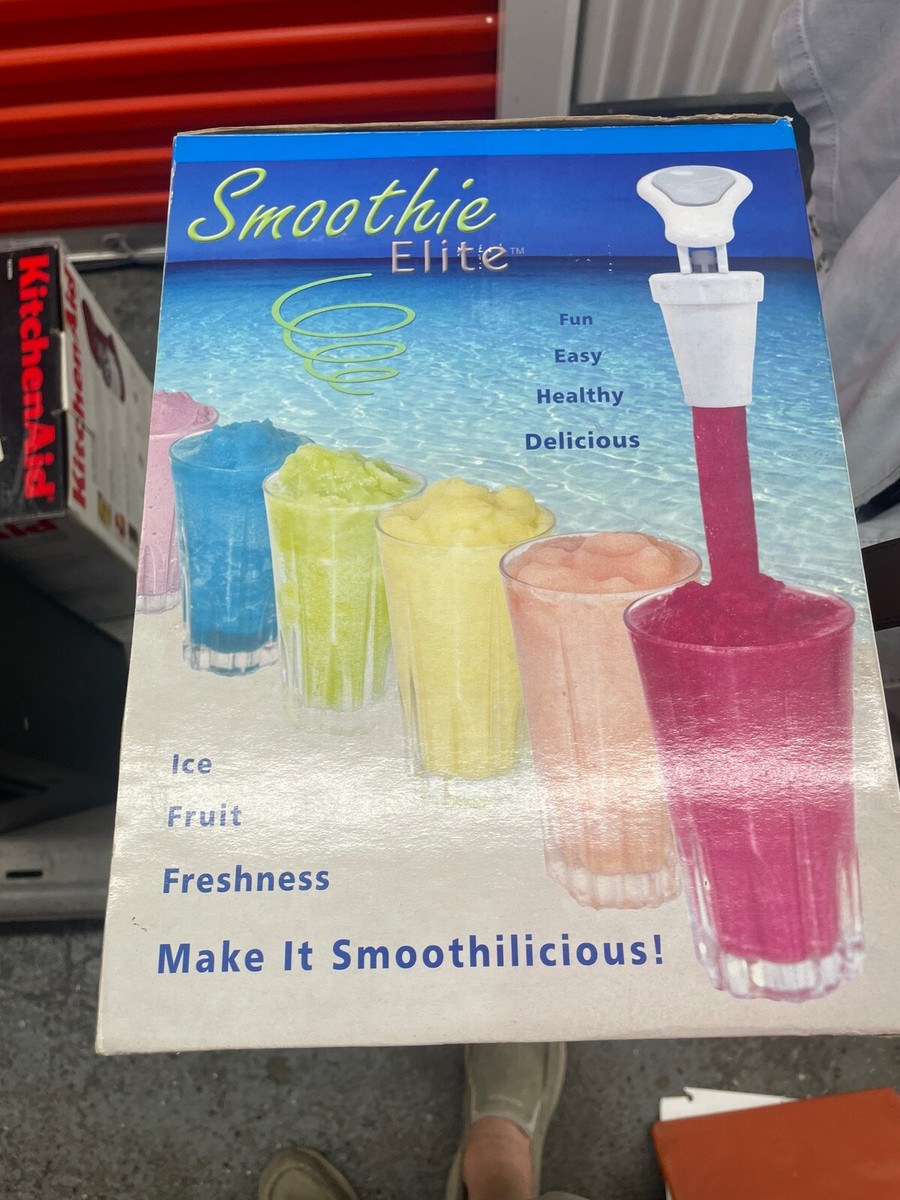 Smoothie
Elite™
Fun
Easy
Healthy
Delicious
Ice
Fruit
Freshness
Make It Smoothilicious!
KitchenAid
KitchenAid